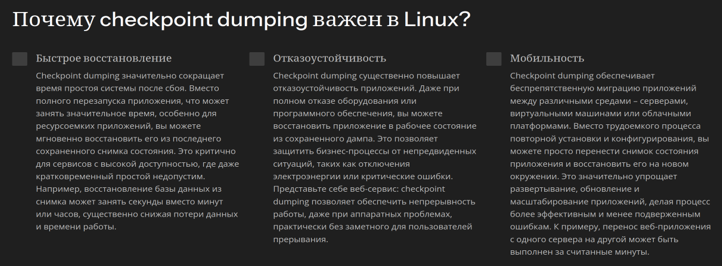 Почему checkpoint dumping важен в Linux?
Быстрое восстановление
Checkpoint dumping значительно сокращает
время простоя системы после сбоя. Вместо
полного перезапуска приложения, что может
занять значительное время, особенно для
ресурсоемких приложений, вы можете
мгновенно восстановить его из последнего
сохраненного снимка состояния. Это критично
для сервисов с высокой доступностью, где даже
кратковременный простой недопустим.
Например, восстановление базы данных из
снимка может занять секунды вместо минут
или часов, существенно снижая потери данных
и времени работы.
Отказоустойчивость
Checkpoint dumping существенно повышает
отказоустойчивость приложений. Даже при
полном отказе оборудования или
программного обеспечения, вы можете
восстановить приложение в рабочее состояние
из сохраненного дампа. Это позволяет
защитить бизнес-процессы от непредвиденных
ситуаций, таких как отключения
электроэнергии или критические ошибки.
Представьте себе веб-сервис: checkpoint
dumping позволяет обеспечить непрерывность
работы, даже при аппаратных проблемах,
практически без заметного для пользователей
прерывания.
Мобильность
Checkpoint dumping обеспечивает
беспрепятственную миграцию приложений
между различными средами – серверами,
виртуальными машинами или облачными
платформами. Вместо трудоемкого процесса
повторной установки и конфигурирования, вы
можете просто перенести снимок состояния
приложения и восстановить его на новом
окружении. Это значительно упрощает
развертывание, обновление и
масштабирование приложений, делая процесс
более эффективным и менее подверженным
ошибкам. К примеру, перенос веб-приложения
с одного сервера на другой может быть
выполнен за считанные минуты.